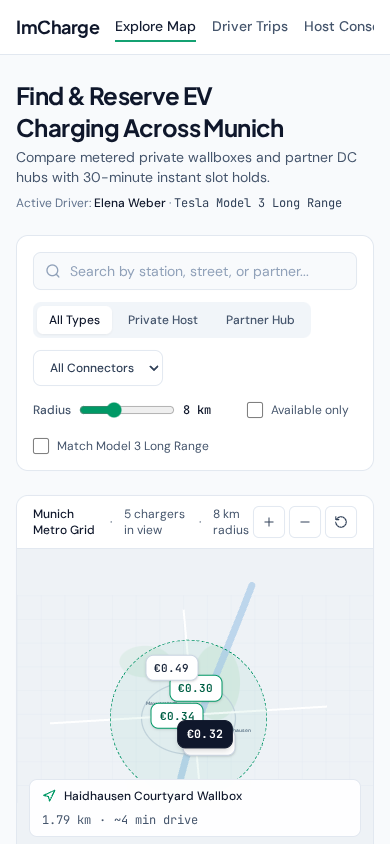 ImCharge Explore Map Driver Trips Host Conso
Find & Reserve EV
Charging Across Munich
Compare metered private wallboxes and partner DC
hubs with 30-minute instant slot holds.
Active Driver: Elena Weber · Tesla Model 3 Long Range
Search by station, street, or partner...
All Types Private Host Partner Hub
All Connectors
Radius 8 km Available only
Match Model 3 Long Range
Munich Metro Grid · 5 chargers in view · 8 km radius + −
€0.49
€0.30
€0.34
€0.32
Haidhausen Courtyard Wallbox
1.79 km · ~4 min drive